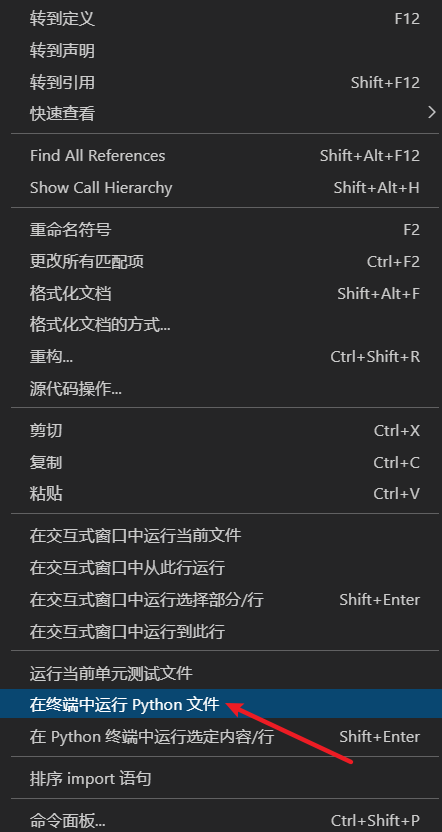 转到定义 F12
转到声明
转到引用 Shift+F12
快速查看
Find All References Shift+Alt+F12
Show Call Hierarchy Shift+Alt+H
重命名符号 F2
更改所有匹配项 Ctrl+F2
格式化文档 Shift+Alt+F
格式化文档的方式...
重构... Ctrl+Shift+R
源代码操作...
剪切 Ctrl+X
复制 Ctrl+C
粘贴 Ctrl+V
在交互式窗口中运行当前文件
在交互式窗口中从此行运行
在交互式窗口中运行选择部分/行 Shift+Enter
在交互式窗口中运行到此行
运行当前单元测试文件
在终端中运行 Python 文件
在 Python 终端中运行选定内容/行 Shift+Enter
排序 import 语句
命令面板... Ctrl+Shift+P